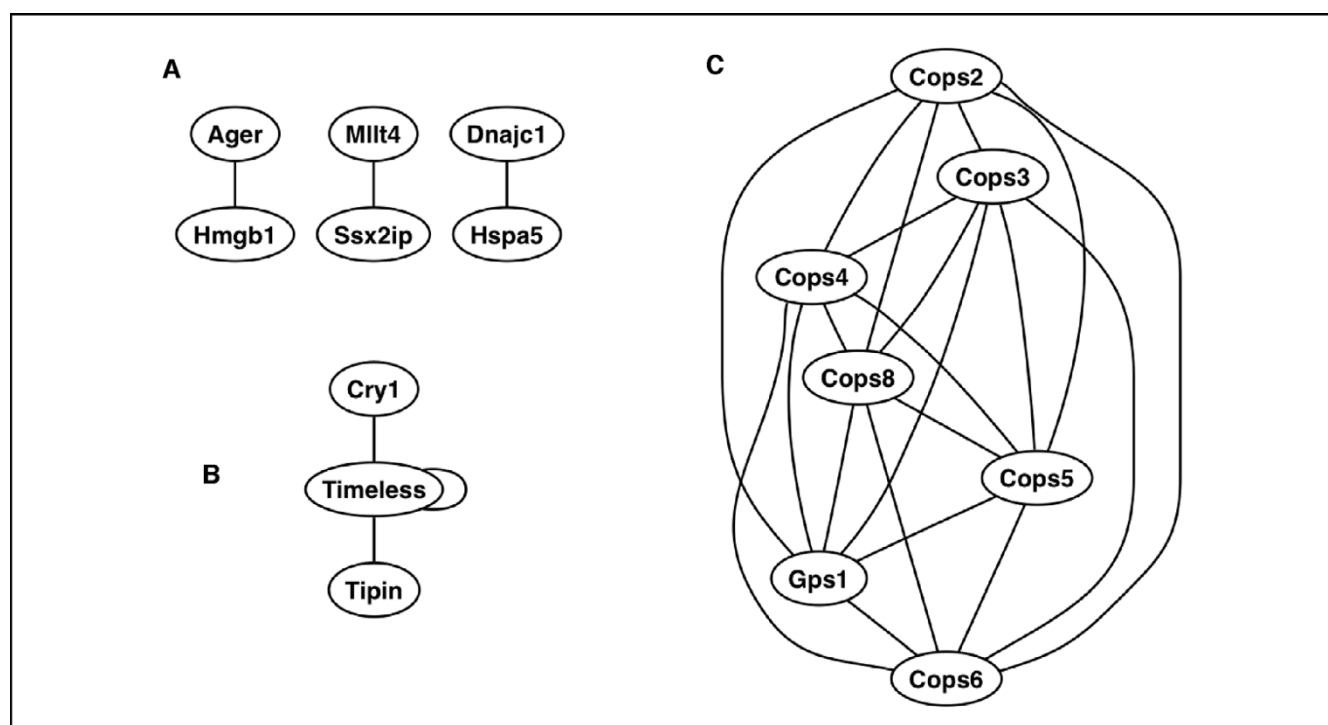 A
Ager
Mllt4
Dnajc1
Hmgb1
Ssx2ip
Hspa5
B
Cry1
Timeless
Tipin
C
Cops2
Cops3
Cops4
Cops8
Cops5
Gps1
Cops6